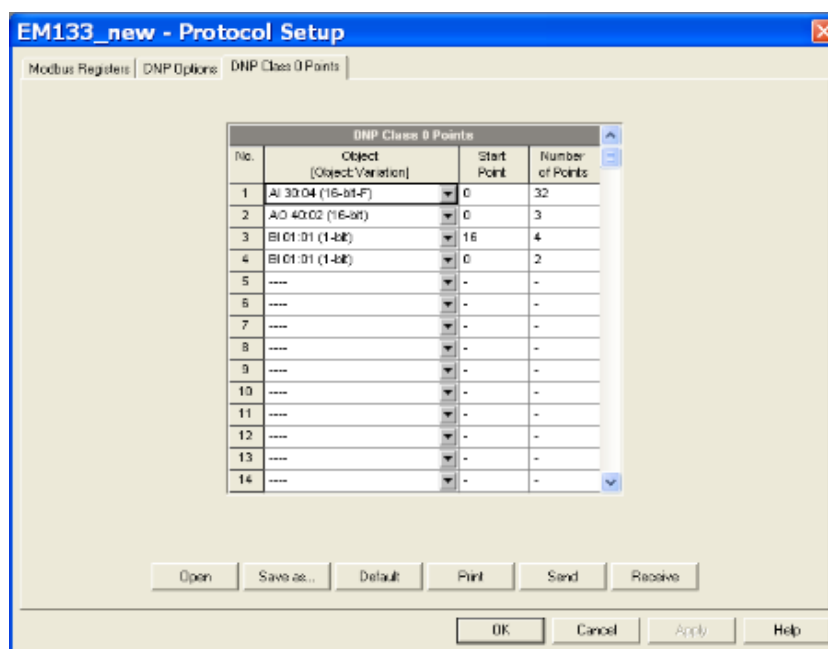 EM133_new - Protocol Setup
Modbus Registers DNP Options DNP Class 0 Points
DNP Class 0 Points
No. Object [Object:Variation] Start Point Number of Points
1 AI 30:04 (16-bit-F) 0 32
2 AO 40:02 (16-bit) 0 3
3 BI 01:01 (1-bit) 16 4
4 BI 01:01 (1-bit) 0 2
5 ---- - -
6 ---- - -
7 ---- - -
8 ---- - -
9 ---- - -
10 ---- - -
11 ---- - -
12 ---- - -
13 ---- - -
14 ---- - -
Open Save as... Default Print Send Receive
OK Cancel Apply Help